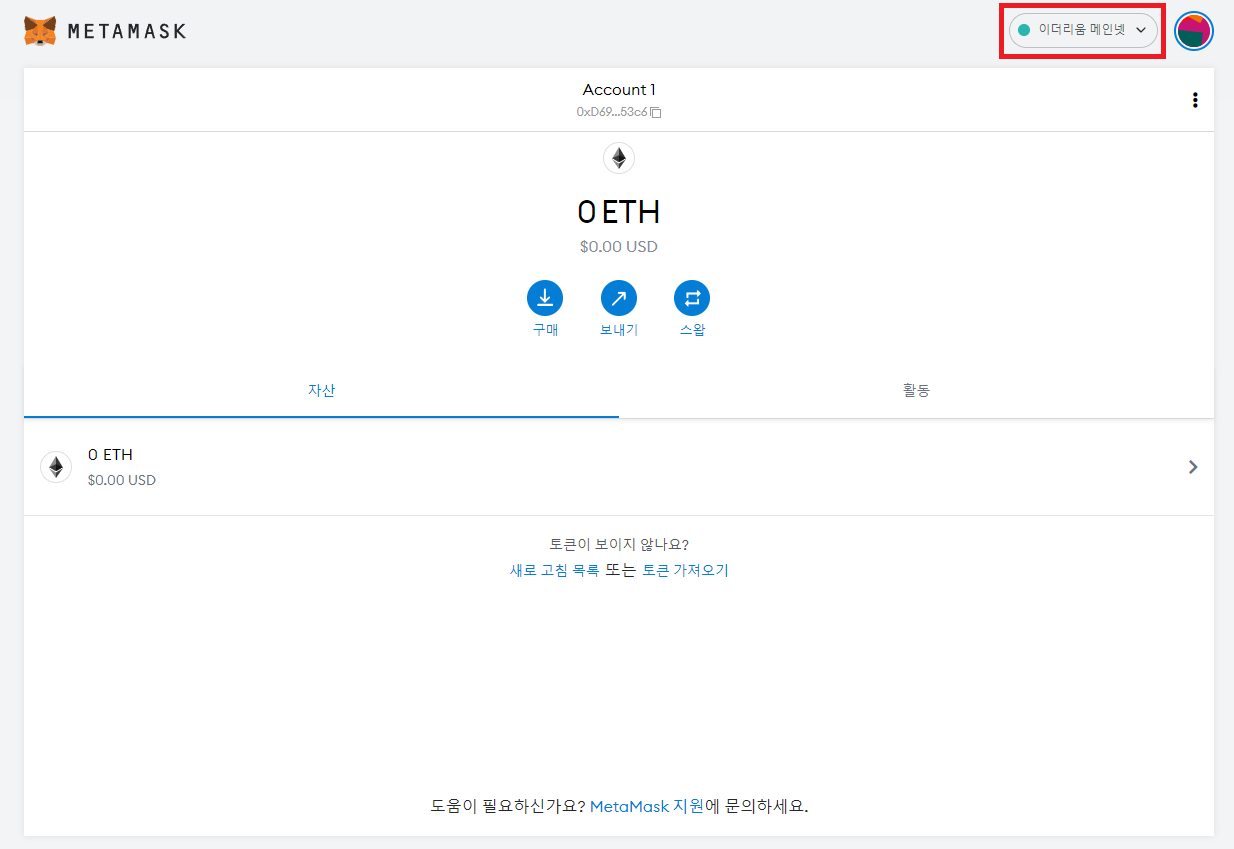 METAMASK
이더리움 메인넷
Account 1
0xD69...53c6
0 ETH
$0.00 USD
구매
보내기
스왑
자산
활동
0 ETH
$0.00 USD
토큰이 보이지 않나요?
새로 고침 목록 또는 토큰 가져오기
도움이 필요하신가요? MetaMask 지원에 문의하세요.